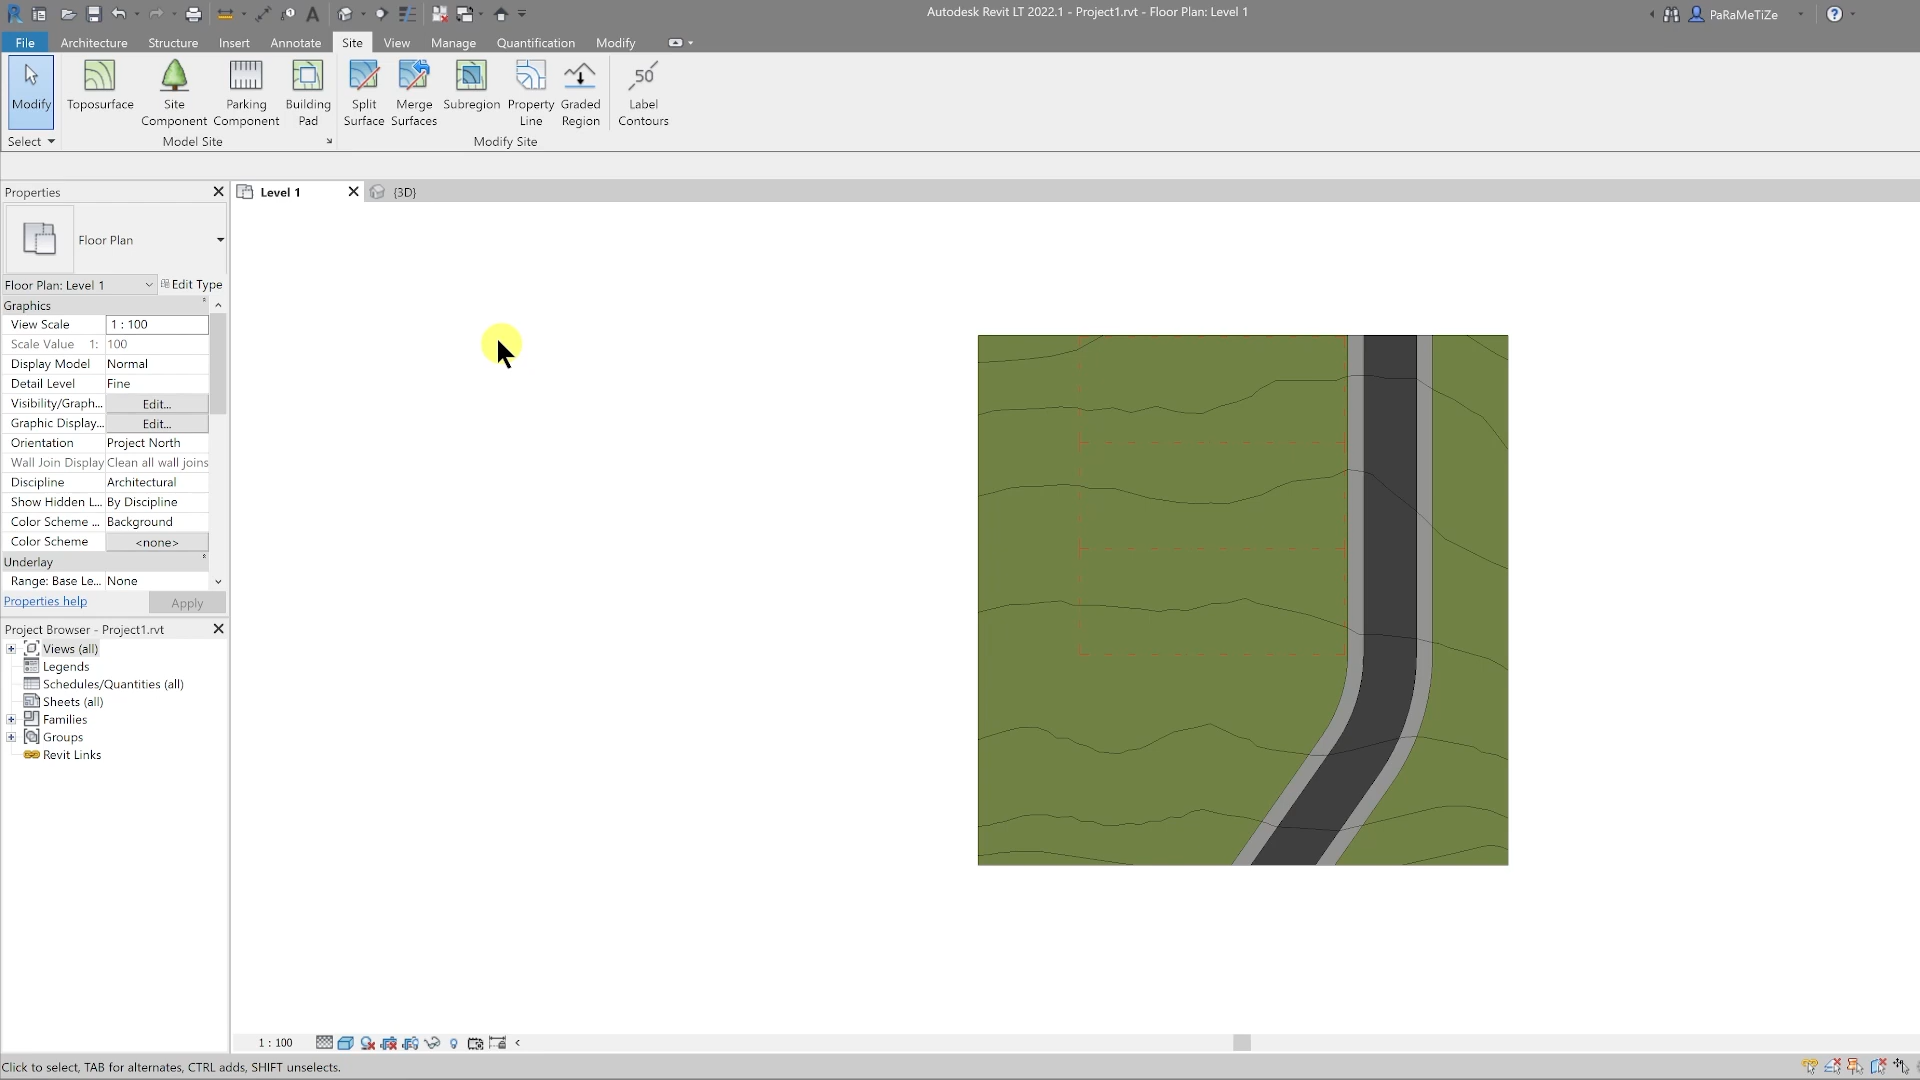 Autodesk Revit LT 2022.1 - Project1.rvt - Floor Plan: Level 1
PaRaMeTiZe
File Architecture Structure Insert Annotate Site View Manage Quantification Modify
Modify
Toposurface
Site Component
Parking Component
Building Pad
Split Surface
Merge Surfaces
Subregion
Property Line
Graded Region
50
Label Contours
Select
Model Site
Modify Site
Properties
Level 1
{3D}
Floor Plan
Floor Plan: Level 1
Edit Type
Graphics
View Scale 1 : 100
Scale Value 1: 100
Display Model Normal
Detail Level Fine
Visibility/Graph... Edit...
Graphic Display... Edit...
Orientation Project North
Wall Join Display Clean all wall joins
Discipline Architectural
Show Hidden L... By Discipline
Color Scheme ... Background
Color Scheme <none>
Underlay
Range: Base Le... None
Properties help
Apply
Project Browser - Project1.rvt
Views (all)
Legends
Schedules/Quantities (all)
Sheets (all)
Families
Groups
Revit Links
1 : 100
Click to select, TAB for alternates, CTRL adds, SHIFT unselects.